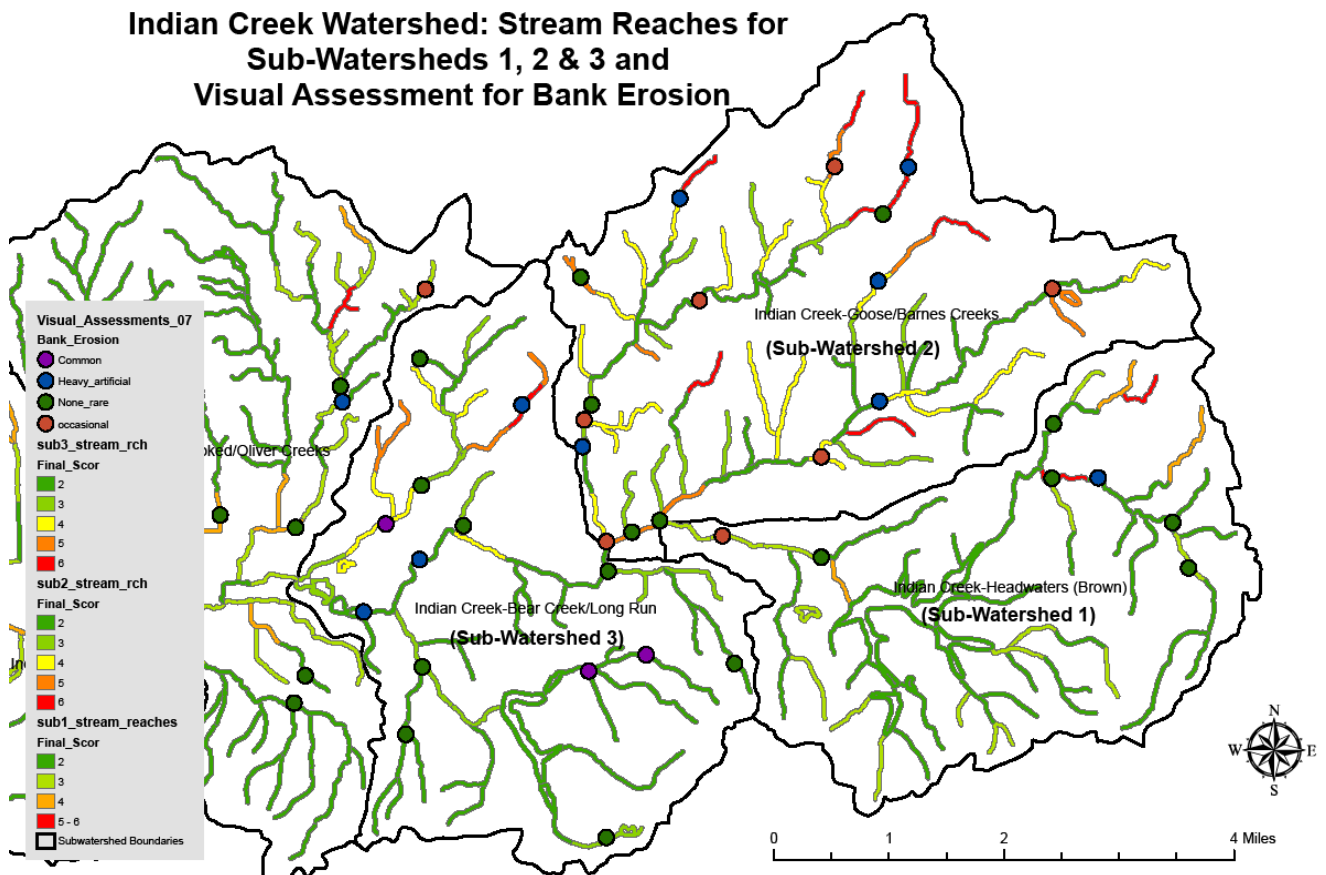 Indian Creek Watershed: Stream Reaches for
Sub-Watersheds 1, 2 & 3 and
Visual Assessment for Bank Erosion
Visual_Assessments_07
Bank_Erosion
Common
Heavy_artificial
None_rare
occasional
sub3_stream_rch
Final_Scor
2
3
4
5
6
sub2_stream_rch
Final_Scor
2
3
4
5
6
sub1_stream_reaches
Final_Scor
2
3
4
5 - 6
Subwatershed Boundaries
oked/Oliver Creeks
Indian Creek-Goose/Barnes Creeks
(Sub-Watershed 2)
Indian Creek-Headwaters (Brown)
(Sub-Watershed 1)
Indian Creek-Bear Creek/Long Run
(Sub-Watershed 3)
N
W
E
S
0
1
2
4 Miles